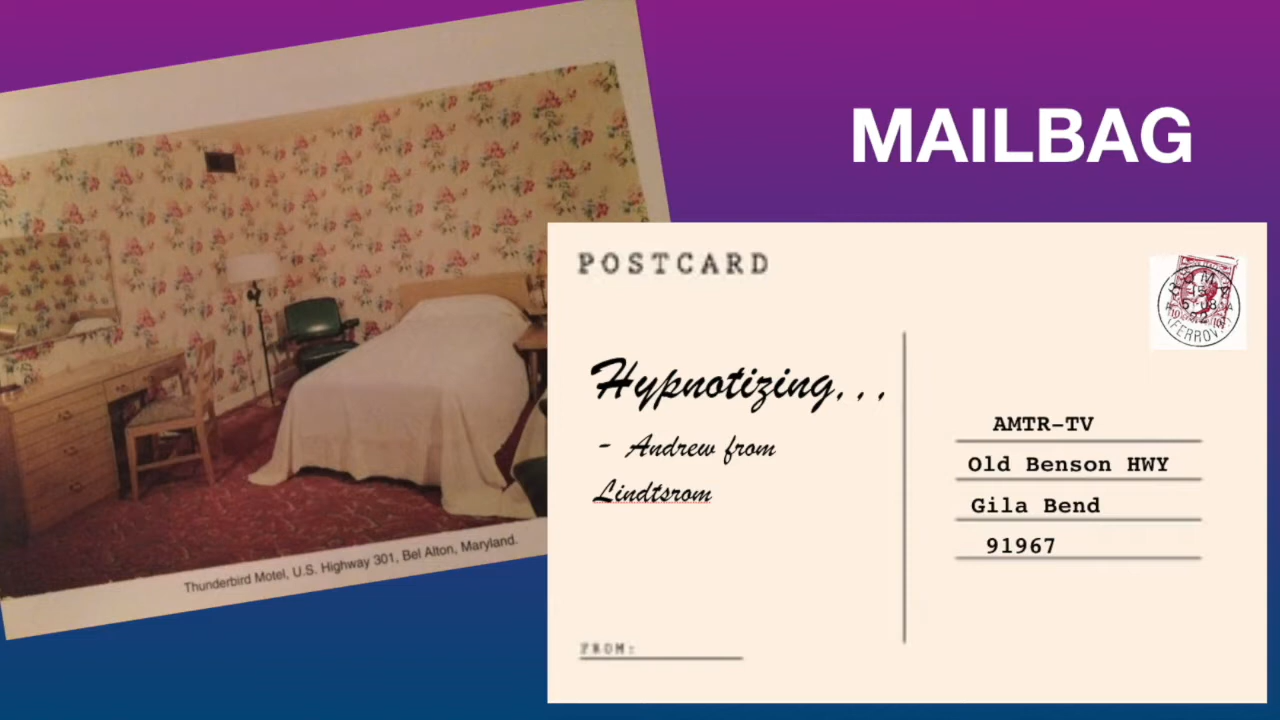 MAILBAG
POSTCARD
Hypnotizing...
- Andrew from
Lindtsrom
AMTR-TV
Old Benson HWY
Gila Bend
91967
FROM:
Thunderbird Motel, U.S. Highway 301, Bel Alton, Maryland.